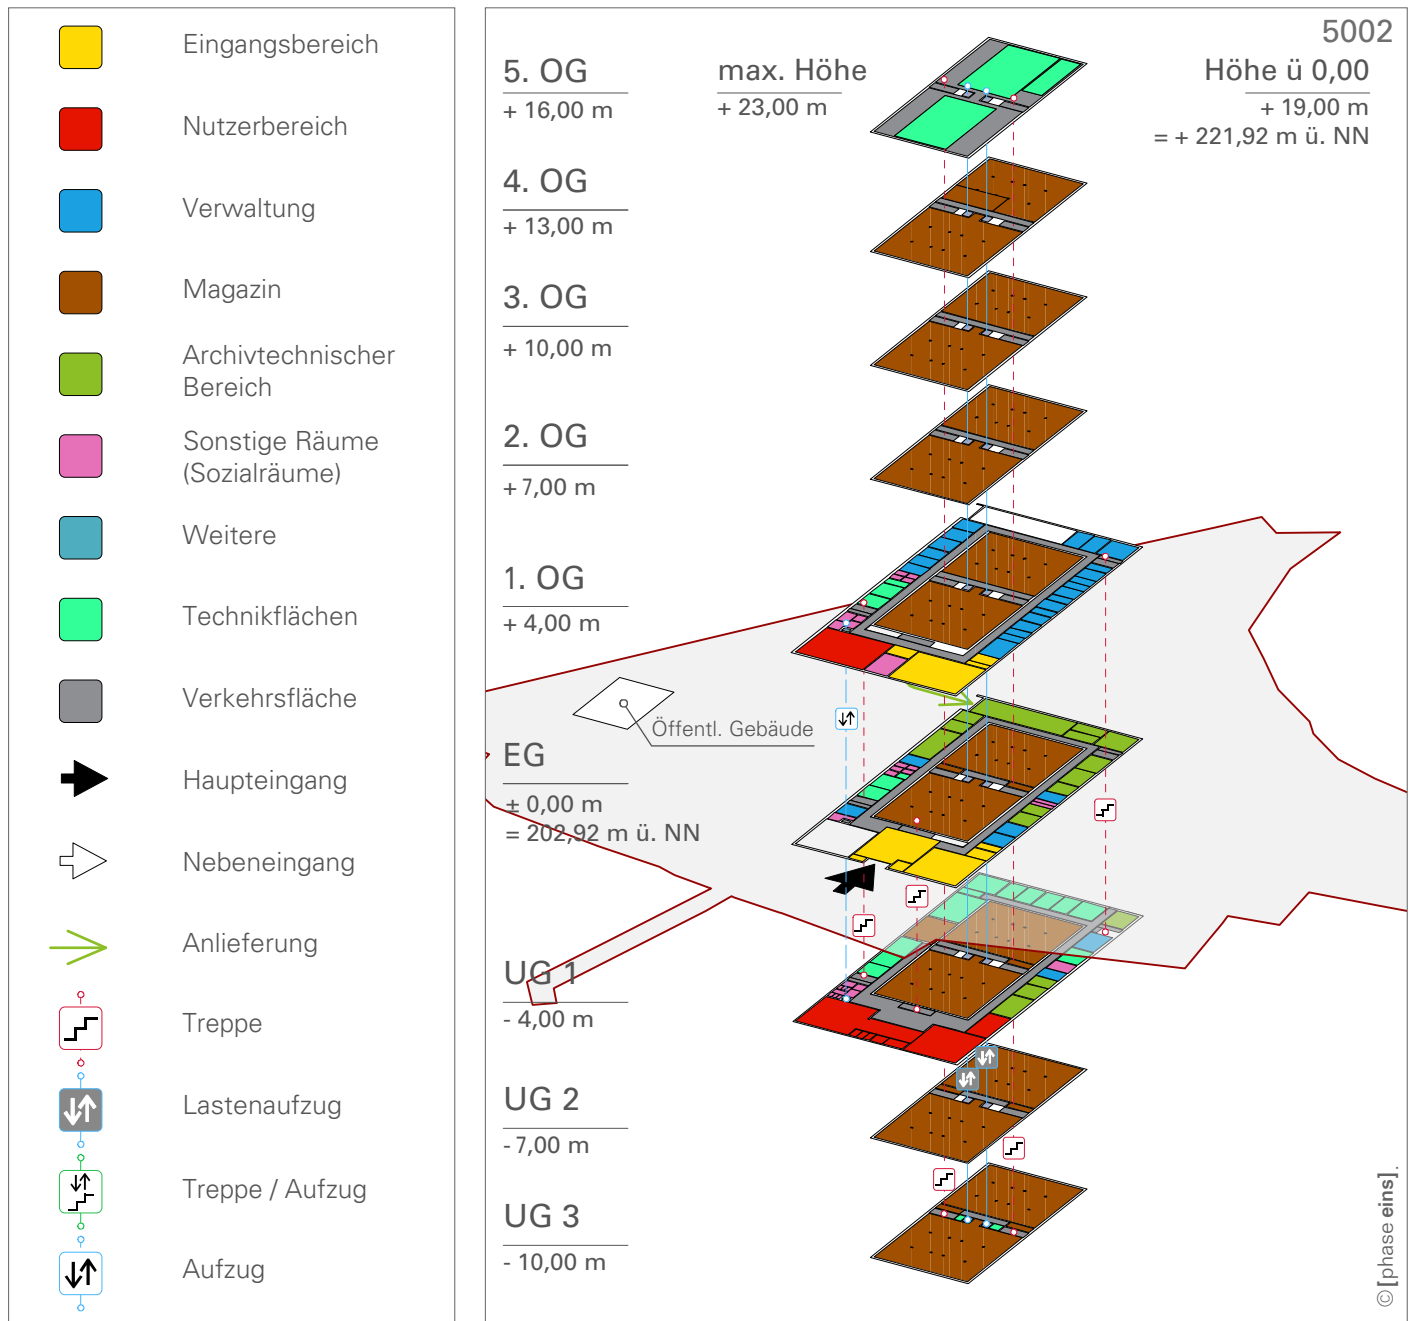 Eingangsbereich
Nutzerbereich
Verwaltung
Magazin
Archivtechnischer
Bereich
Sonstige Räume
(Sozialräume)
Weitere
Technikflächen
Verkehrsfläche
Haupteingang
Nebeneingang
Anlieferung
Treppe
Lastenaufzug
Treppe / Aufzug
Aufzug
5002
5. OG
+ 16,00 m
max. Höhe
+ 23,00 m
Höhe ü 0,00
+ 19,00 m
= + 221,92 m ü. NN
4. OG
+ 13,00 m
3. OG
+ 10,00 m
2. OG
+ 7,00 m
1. OG
+ 4,00 m
Öffentl. Gebäude
EG
± 0,00 m
= 202,92 m ü. NN
UG 1
- 4,00 m
UG 2
- 7,00 m
UG 3
- 10,00 m
© [phase eins].